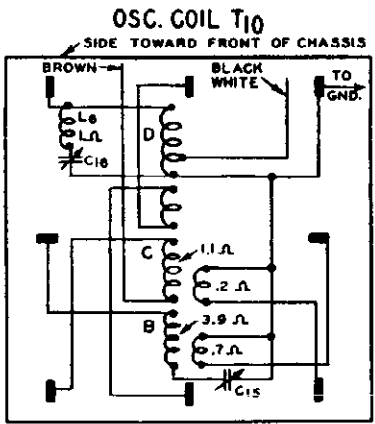 OSC. COIL T10
SIDE TOWARD FRONT OF CHASSIS
BROWN
BLACK
WHITE
TO
GND.
L6
1Ω
D
C16
C
1.1Ω
.2Ω
B
3.9Ω
.7Ω
C15